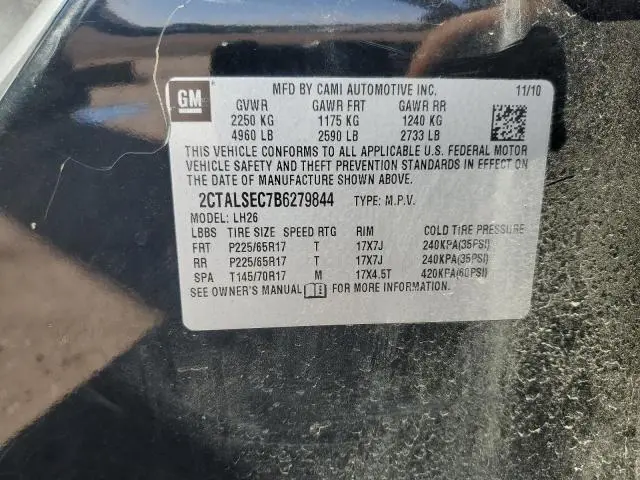 GM
MFD BY CAMI AUTOMOTIVE INC. 11/10
GVWR GAWR FRT GAWR RR
2250 KG 1175 KG 1240 KG
4960 LB 2590 LB 2733 LB
THIS VEHICLE CONFORMS TO ALL APPLICABLE U.S. FEDERAL MOTOR
VEHICLE SAFETY AND THEFT PREVENTION STANDARDS IN EFFECT ON
THE DATE OF MANUFACTURE SHOWN ABOVE.
2CTALSEC7B6279844 TYPE: M.P.V.
MODEL: LH26
LBBS TIRE SIZE SPEED RTG RIM COLD TIRE PRESSURE
FRT P225/65R17 T 17X7J 240KPA(35PSI)
RR P225/65R17 T 17X7J 240KPA(35PSI)
SPA T145/70R17 M 17X4.5T 420KPA(60PSI)
SEE OWNER'S MANUAL FOR MORE INFORMATION.